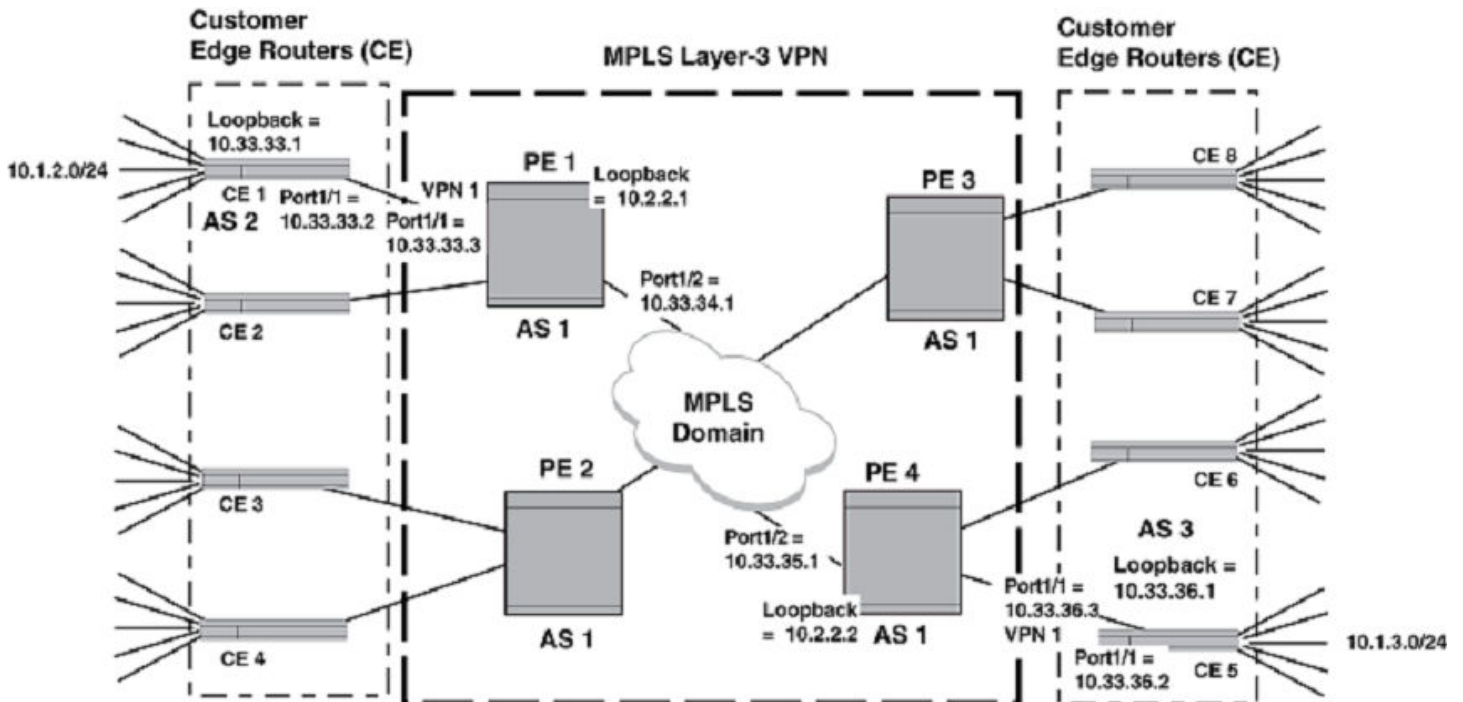 Customer
Edge Routers (CE)
MPLS Layer-3 VPN
Customer
Edge Routers (CE)
Loopback =
10.33.33.1
10.1.2.0/24
CE 1
Port1/1 =
10.33.33.2
AS 2
VPN 1
Port1/1 =
10.33.33.3
PE 1
Loopback
= 10.2.2.1
AS 1
Port1/2 =
10.33.34.1
PE 3
AS 1
CE 8
CE 7
CE 2
MPLS
Domain
CE 3
CE 4
PE 2
AS 1
PE 4
Port1/2 =
10.33.35.1
Loopback
= 10.2.2.2
AS 1
CE 6
AS 3
Loopback =
10.33.36.1
Port1/1 =
10.33.36.3
VPN 1
Port1/1 =
10.33.36.2
CE 5
10.1.3.0/24